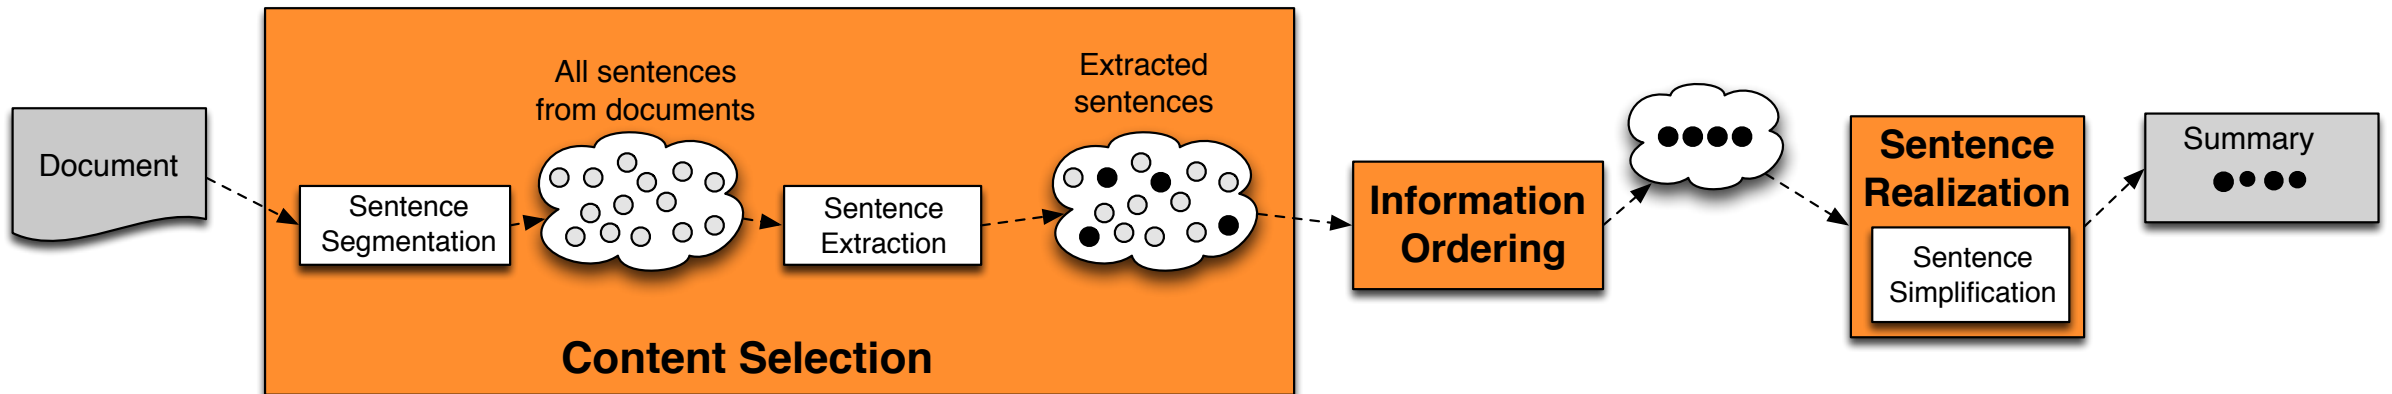 Document
Sentence
Segmentation
All sentences
from documents
Sentence
Extraction
Extracted
sentences
Content Selection
Information
Ordering
Sentence
Realization
Sentence
Simplification
Summary